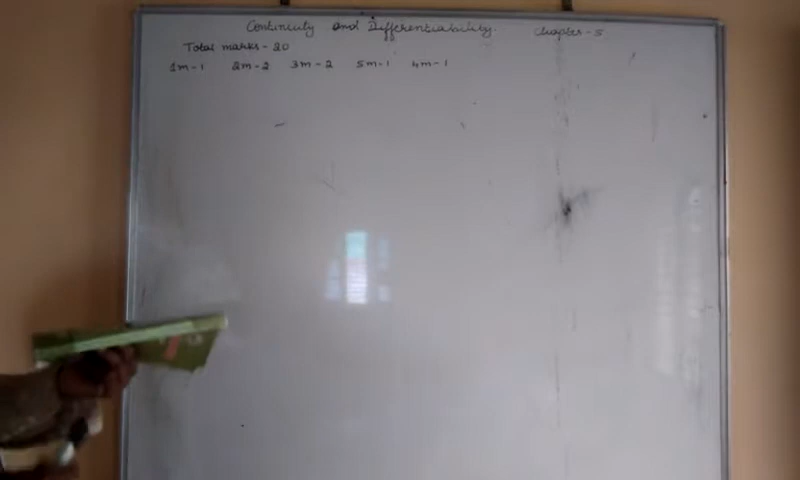 Continuity and Differentiability. Chapter - 5
Total marks - 20
1m - 1 2m - 2 3m - 2 5m - 1 4m - 1